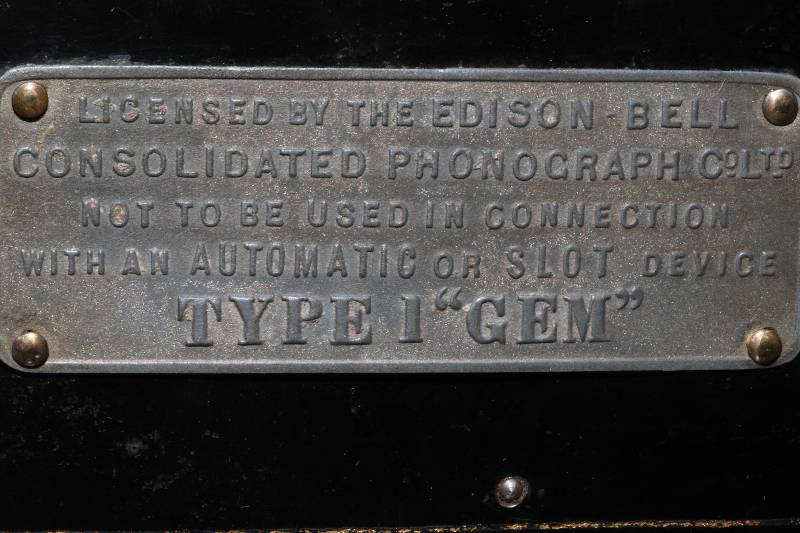 LICENSED BY THE EDISON-BELL
CONSOLIDATED PHONOGRAPH CO. LTD
NOT TO BE USED IN CONNECTION
WITH AN AUTOMATIC OR SLOT DEVICE
TYPE 1 “GEM”